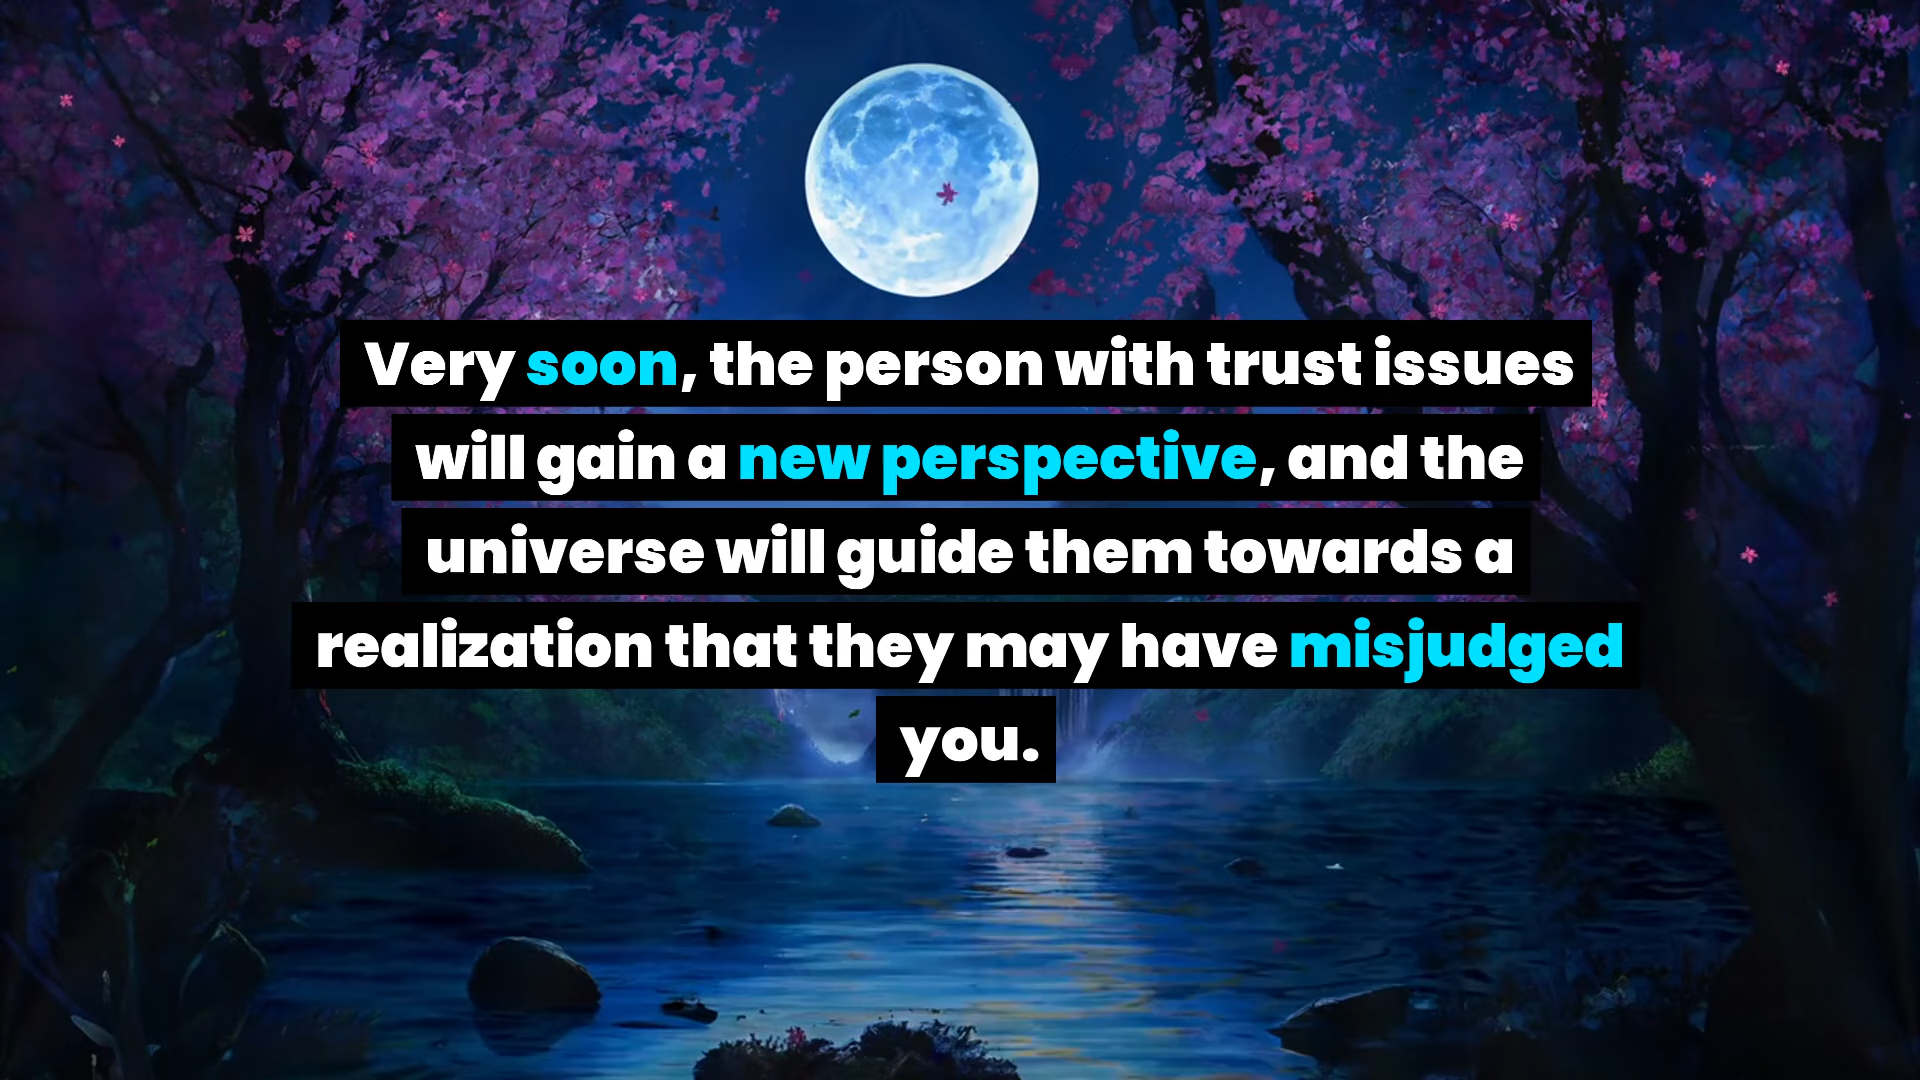 Very soon, the person with trust issues
will gain a new perspective, and the
universe will guide them towards a
realization that they may have misjudged
you.